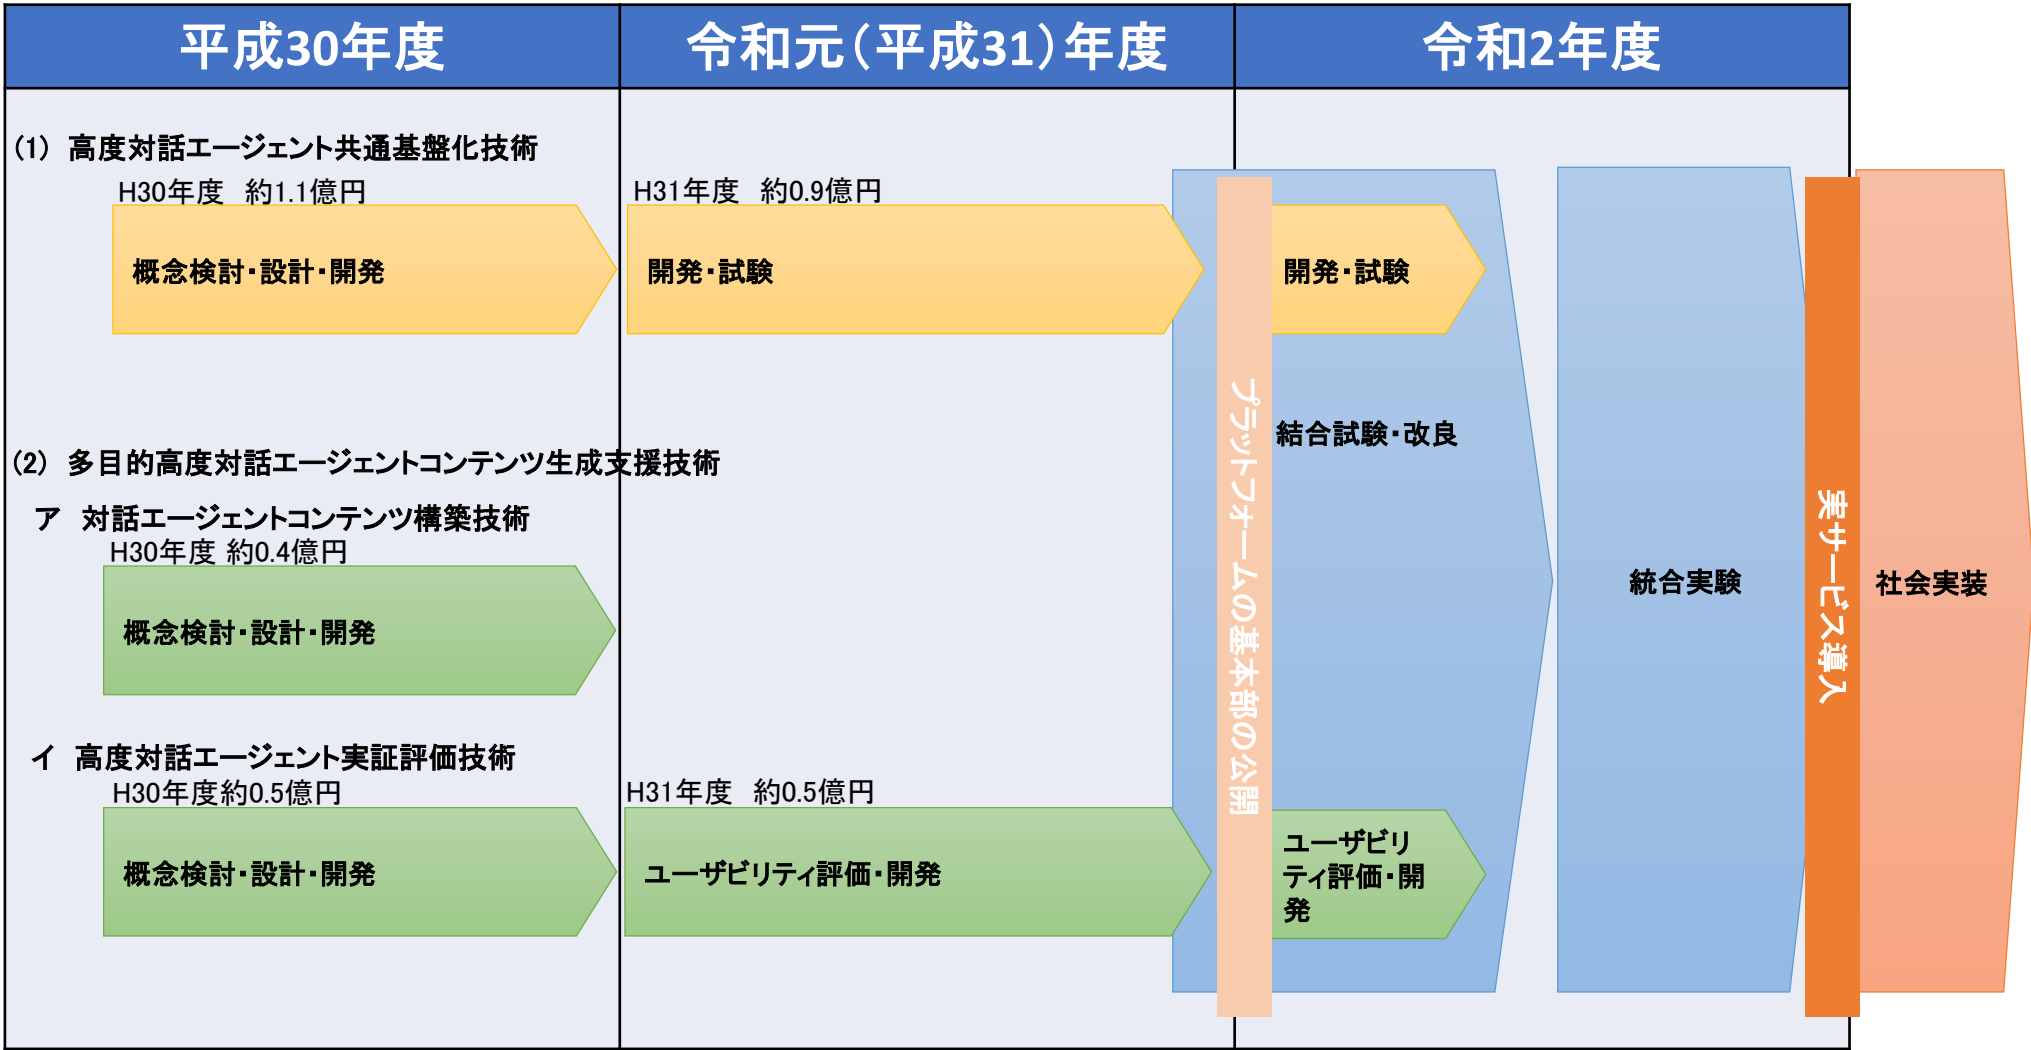 平成30年度
令和元（平成31）年度
令和2年度
(1) 高度対話エージェント共通基盤化技術
H30年度 約1.1億円
H31年度 約0.9億円
概念検討・設計・開発
開発・試験
開発・試験
プラットフォームの基本部の公開
結合試験・改良
(2) 多目的高度対話エージェントコンテンツ生成支援技術
ア 対話エージェントコンテンツ構築技術
H30年度 約0.4億円
概念検討・設計・開発
統合実験
実サービス導入
社会実装
イ 高度対話エージェント実証評価技術
H30年度約0.5億円
H31年度 約0.5億円
概念検討・設計・開発
ユーザビリティ評価・開発
ユーザビリ
ティ評価・開
発